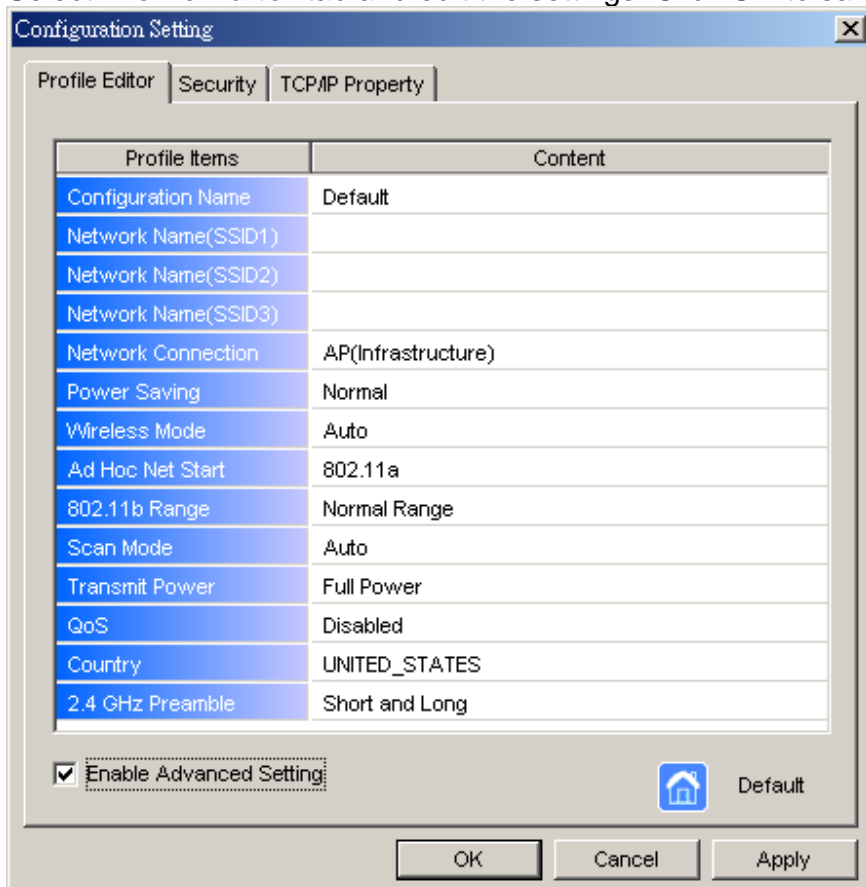 Configuration Setting
Profile Editor Security TCP/IP Property
Profile Items Content
Configuration Name Default
Network Name(SSID1)
Network Name(SSID2)
Network Name(SSID3)
Network Connection AP(Infrastructure)
Power Saving Normal
Wireless Mode Auto
Ad Hoc Net Start 802.11a
802.11b Range Normal Range
Scan Mode Auto
Transmit Power Full Power
QoS Disabled
Country UNITED_STATES
2.4 GHz Preamble Short and Long
Enable Advanced Setting Default
OK Cancel Apply